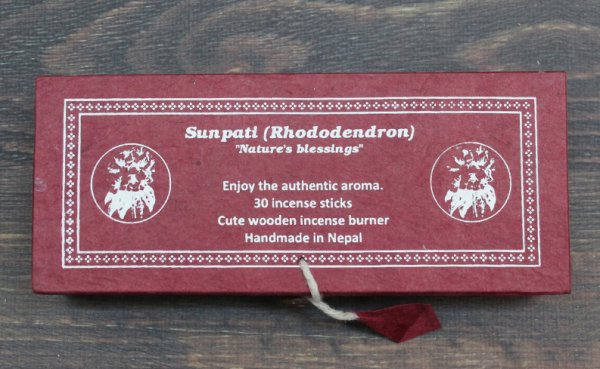 Sunpati (Rhododendron)
"Nature's blessings"
Enjoy the authentic aroma.
30 incense sticks
Cute wooden incense burner
Handmade in Nepal